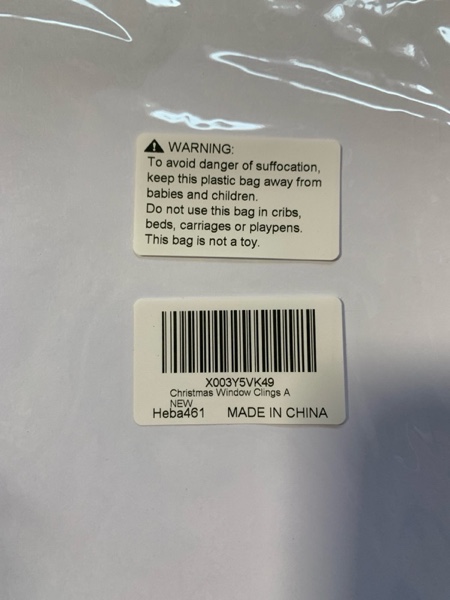 WARNING:
To avoid danger of suffocation,
keep this plastic bag away from
babies and children.
Do not use this bag in cribs,
beds, carriages or playpens.
This bag is not a toy.
X003Y5VK49
Christmas Window Clings A
NEW
Heba461 MADE IN CHINA